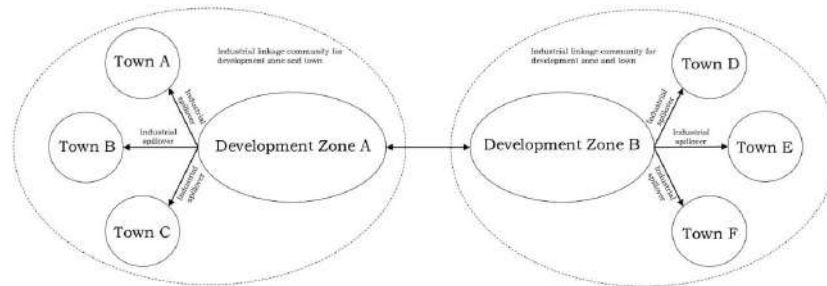 Industrial linkage community for
development zone and town
Town A
Industrial
spillover
Town B
Industrial
spillover
Development Zone A
Industrial
spillover
Town C
Industrial linkage community for
development zone and town
Town D
Industrial
spillover
Development Zone B
Industrial
spillover
Town E
Industrial
spillover
Town F